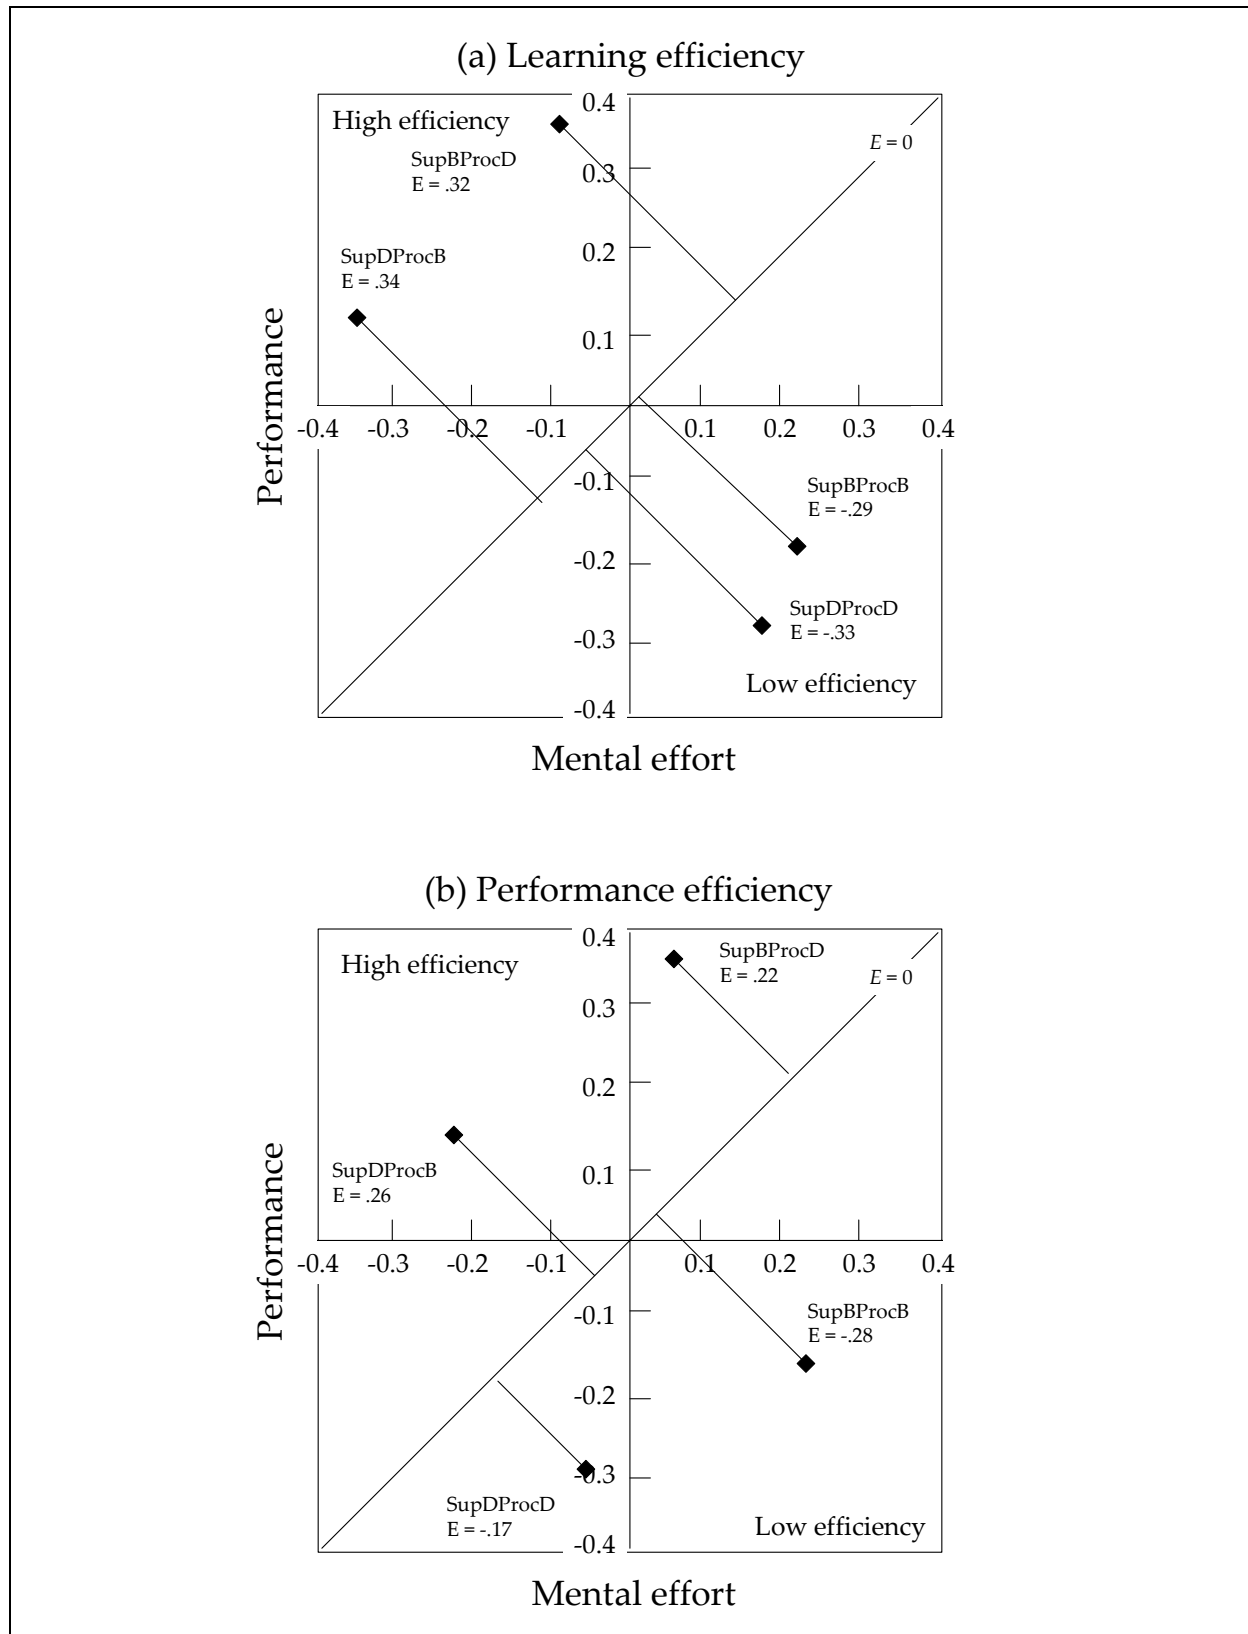 (a) Learning efficiency
0.4
High efficiency
E = 0
SupBProcD
E = .32
0.3
SupDProcB
E = .34
0.2
0.1
Performance
-0.4
-0.3
-0.2
-0.1
0.1
0.2
0.3
0.4
-0.1
SupBProcB
E = -.29
-0.2
SupDProcD
E = -.33
-0.3
Low efficiency
-0.4
Mental effort
(b) Performance efficiency
0.4
SupBProcD
E = .22
High efficiency
E = 0
0.3
0.2
SupDProcB
E = .26
0.1
Performance
-0.4
-0.3
-0.2
-0.1
0.1
0.2
0.3
0.4
-0.1
SupBProcB
E = -.28
-0.2
-0.3
SupDProcD
E = -.17
Low efficiency
-0.4
Mental effort